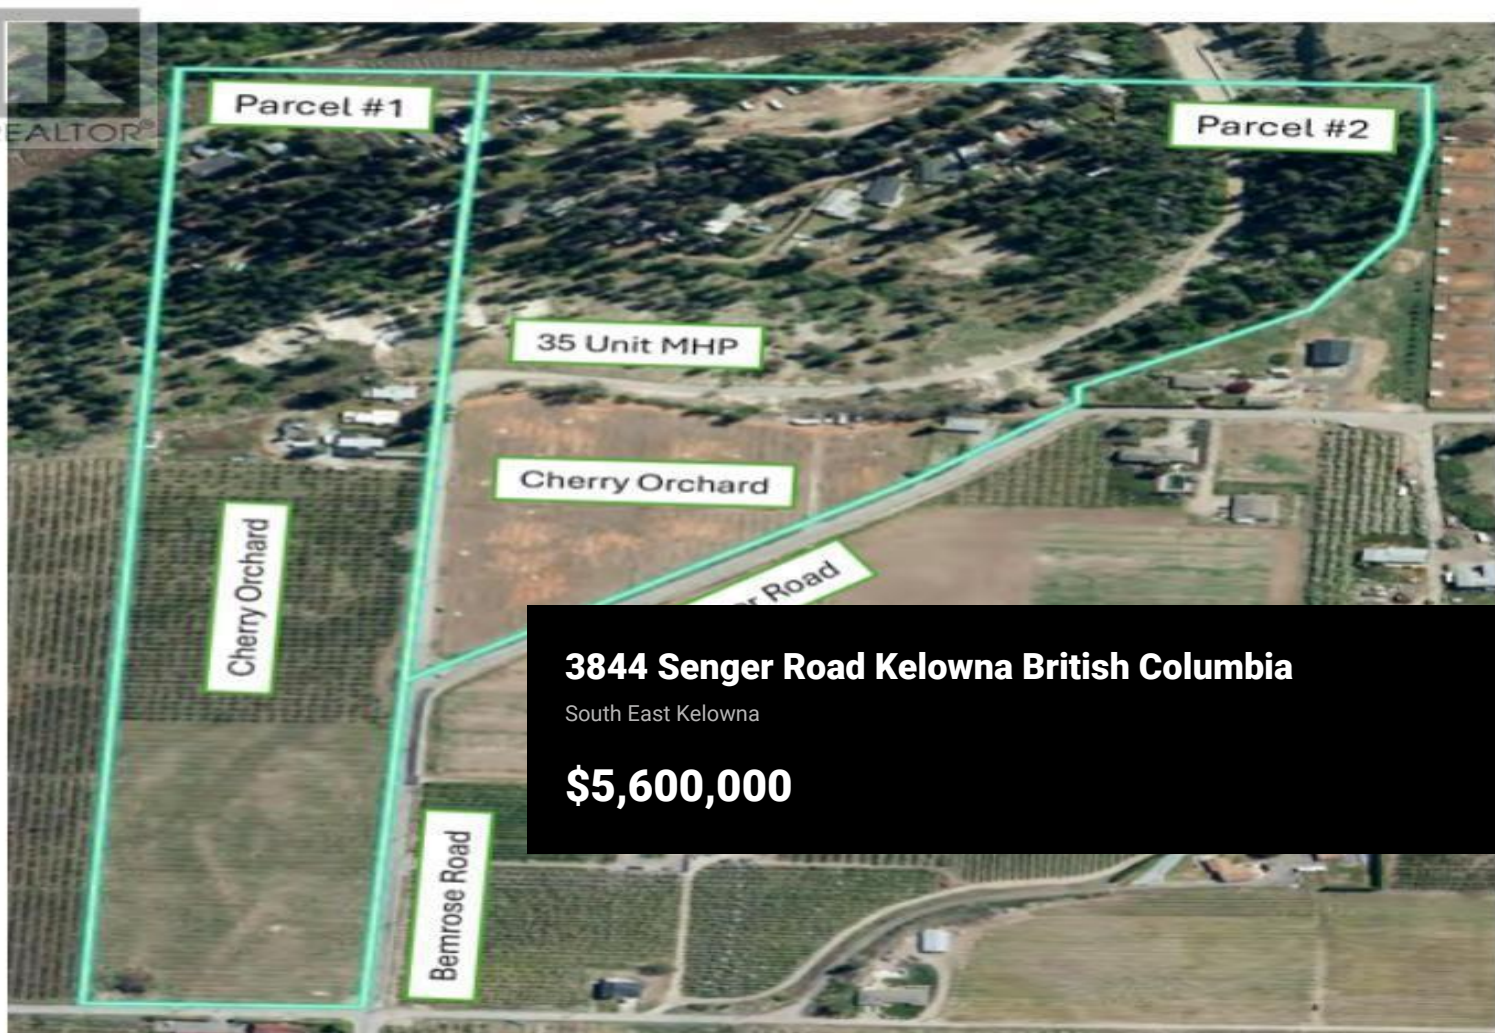 REALTOR®
Parcel #1
Parcel #2
35 Unit MHP
Cherry Orchard
Cherry Orchard
Road
3844 Senger Road Kelowna British Columbia
South East Kelowna
$5,600,000
Bemrose Road